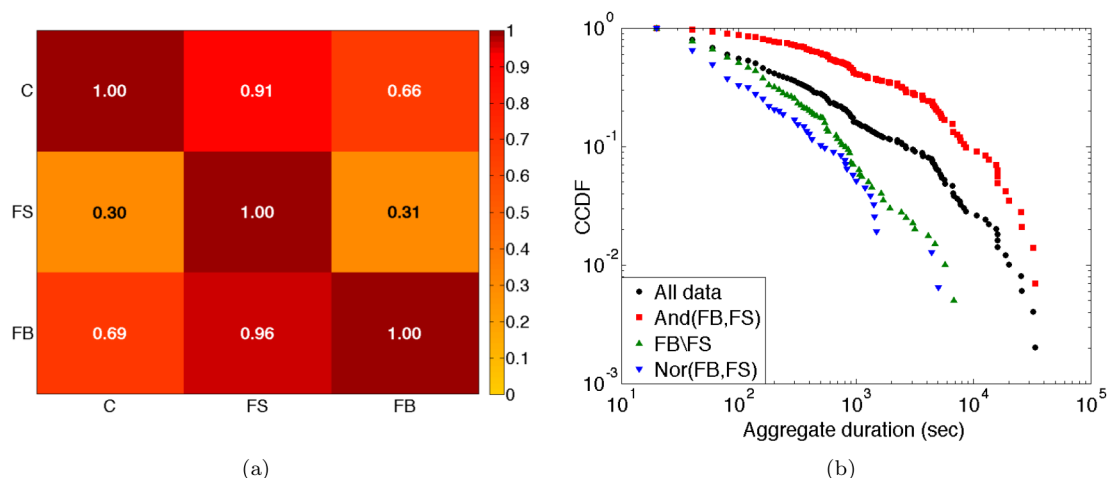 C
1.00
0.91
0.66
FS
0.30
1.00
0.31
FB
0.69
0.96
1.00
C
FS
FB
1
0.9
0.8
0.7
0.6
0.5
0.4
0.3
0.2
0.1
0
(a)
CCDF
10^0
10^-1
10^-2
10^-3
All data
And(FB,FS)
FB\FS
Nor(FB,FS)
10^1
10^2
10^3
10^4
10^5
Aggregate duration (sec)
(b)